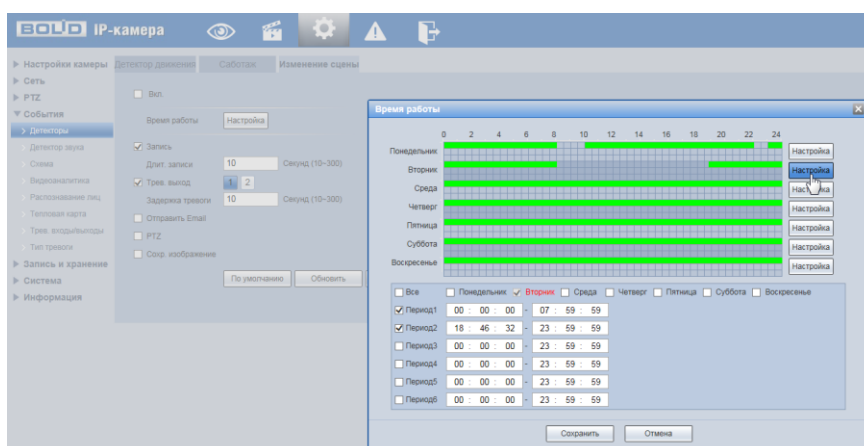 BOLID IP-камера
Настройки камеры
Сеть
PTZ
События
Детекторы
Детектор звука
Схема
Видеоаналитика
Распознавание лиц
Тепловая карта
Трев. входы/выходы
Тип тревоги
Запись и хранение
Система
Информация
Детектор движения Саботаж Изменение сцены
Вкл.
Время работы Настройка
Запись
Длит. записи 10 Секунд (10~300)
Трев. выход 1 2
Задержка тревоги 10 Секунд (10~300)
Отправить Email
PTZ
Сохр. изображение
По умолчанию Обновить
Время работы
0 2 4 6 8 10 12 14 16 18 20 22 24
Понедельник Настройка
Вторник Настройка
Среда Настройка
Четверг Настройка
Пятница Настройка
Суббота Настройка
Воскресенье Настройка
Все Понедельник Вторник Среда Четверг Пятница Суббота Воскресенье
Период1 00 : 00 : 00 - 07 : 59 : 59
Период2 18 : 46 : 32 - 23 : 59 : 59
Период3 00 : 00 : 00 - 23 : 59 : 59
Период4 00 : 00 : 00 - 23 : 59 : 59
Период5 00 : 00 : 00 - 23 : 59 : 59
Период6 00 : 00 : 00 - 23 : 59 : 59
Сохранить Отмена